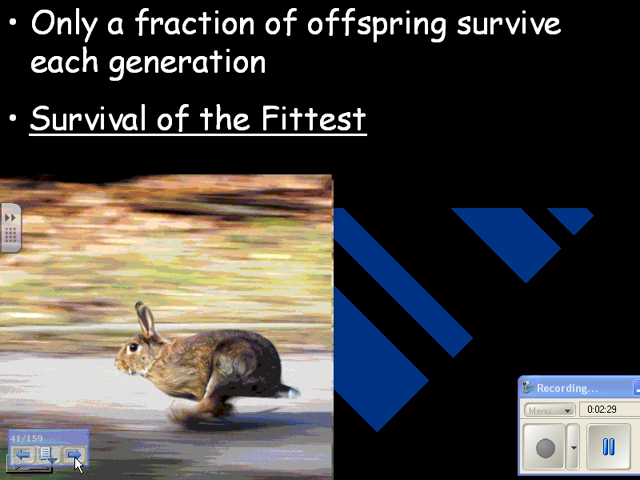 • Only a fraction of offspring survive
each generation
• Survival of the Fittest
41/159
Recording...
Menu
0:02:29